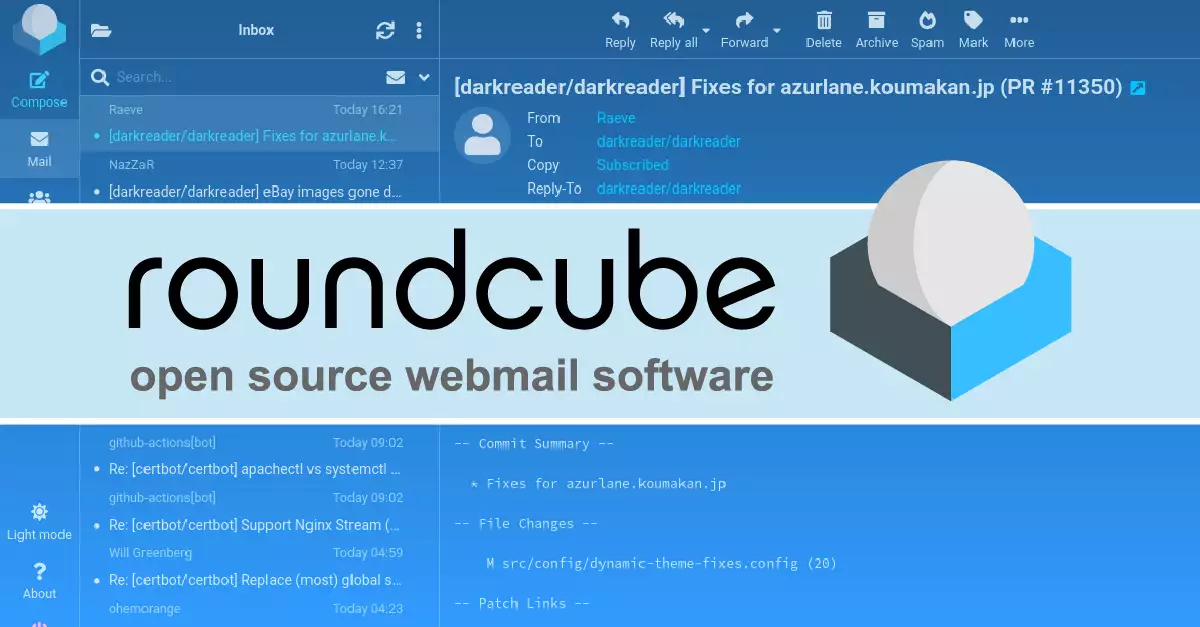 Inbox
Reply
Reply all
Forward
Delete
Archive
Spam
Mark
More
Compose
Mail
Search...
Raeve
Today 16:21
[darkreader/darkreader] Fixes for azurlane.k...
NazZaR
Today 12:37
[darkreader/darkreader] eBay images gone d...
[darkreader/darkreader] Fixes for azurlane.koumakan.jp (PR #11350)
From Raeve
To darkreader/darkreader
Copy Subscribed
Reply-To darkreader/darkreader
roundcube
open source webmail software
Light mode
About
github-actions[bot]
Today 09:02
Re: [certbot/certbot] apachectl vs systemctl ...
github-actions[bot]
Today 09:02
Re: [certbot/certbot] Support Nginx Stream (...
Will Greenberg
Today 04:59
Re: [certbot/certbot] Replace (most) global s...
ohemorange
Today 04:23
-- Commit Summary --
* Fixes for azurlane.koumakan.jp
-- File Changes --
M src/config/dynamic-theme-fixes.config (20)
-- Patch Links --